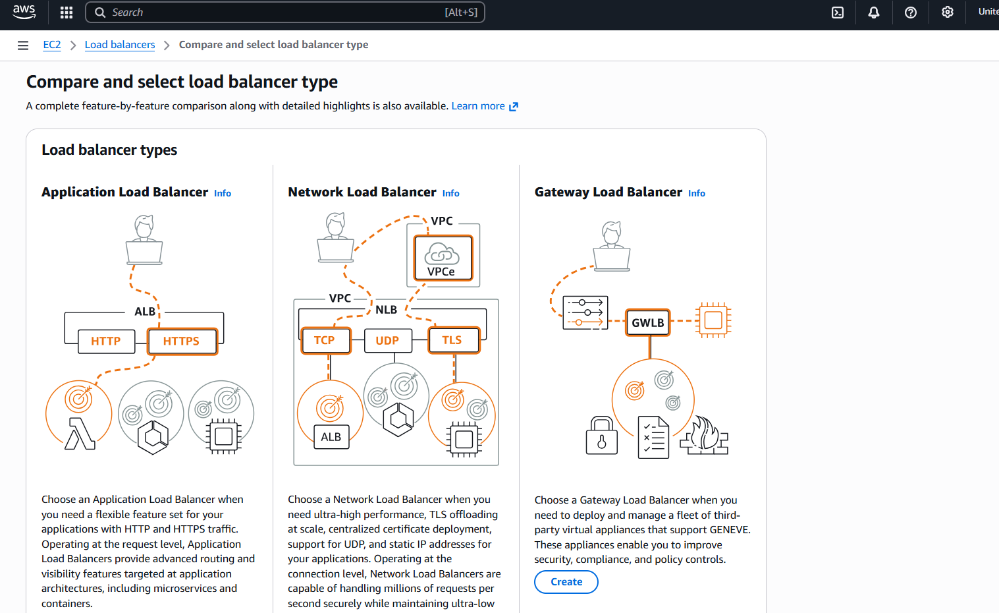 aws
Search
[Alt+S]
EC2
Load balancers
Compare and select load balancer type
Compare and select load balancer type
A complete feature-by-feature comparison along with detailed highlights is also available. Learn more
Load balancer types
Application Load Balancer Info
ALB
HTTP
HTTPS
Choose an Application Load Balancer when
you need a flexible feature set for your
applications with HTTP and HTTPS traffic.
Operating at the request level, Application
Load Balancers provide advanced routing and
visibility features targeted at application
architectures, including microservices and
containers.
Network Load Balancer Info
VPC
VPCe
VPC
NLB
TCP
UDP
TLS
ALB
Choose a Network Load Balancer when you
need ultra-high performance, TLS offloading
at scale, centralized certificate deployment,
support for UDP, and static IP addresses for
your applications. Operating at the
connection level, Network Load Balancers are
capable of handling millions of requests per
second securely while maintaining ultra-low
Gateway Load Balancer Info
GWLB
Choose a Gateway Load Balancer when you
need to deploy and manage a fleet of third-
party virtual appliances that support GENEVE.
These appliances enable you to improve
security, compliance, and policy controls.
Create